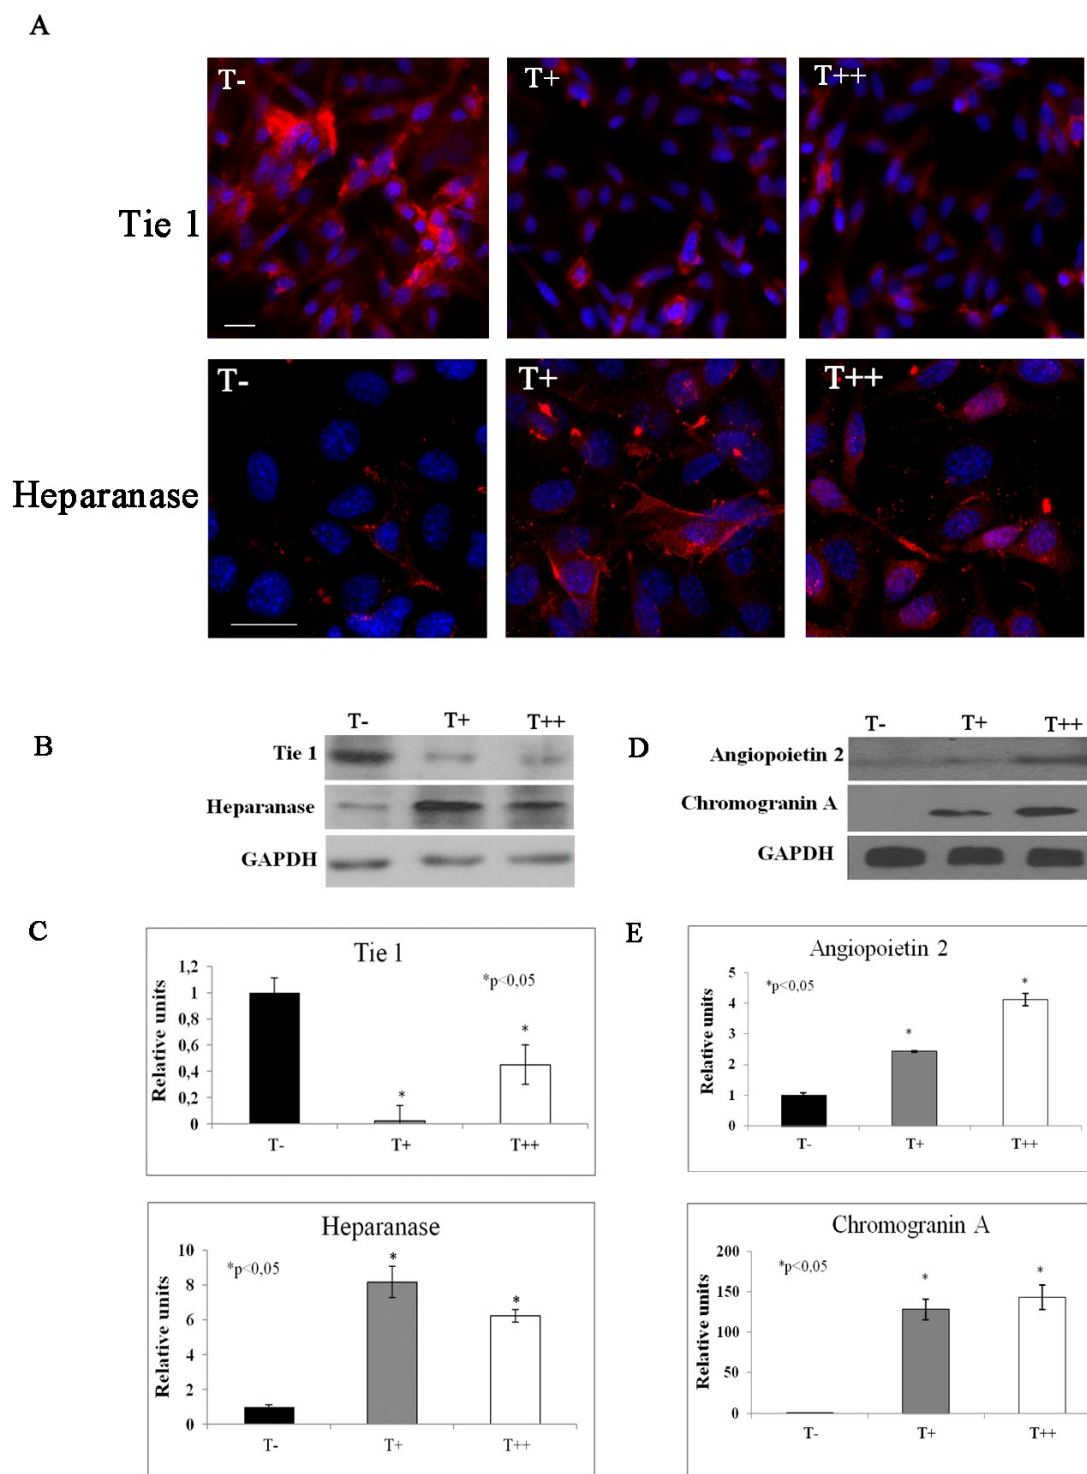 A
T- T+ T++
Tie 1
T- T+ T++
Heparanase
B
T- T+ T++
Tie 1
Heparanase
GAPDH
D
T- T+ T++
Angiopoietin 2
Chromogranin A
GAPDH
C
Tie 1
*p<0,05
Relative units
1,2
1
0,8
0,6
0,4
0,2
0
*
*
T- T+ T++
Heparanase
*p<0,05
Relative units
10
8
6
4
2
0
*
*
T- T+ T++
E
Angiopoietin 2
*p<0,05
Relative units
5
4
3
2
1
0
*
*
T- T+ T++
Chromogranin A
*p<0,05
Relative units
200
150
100
50
0
*
*
T- T+ T++